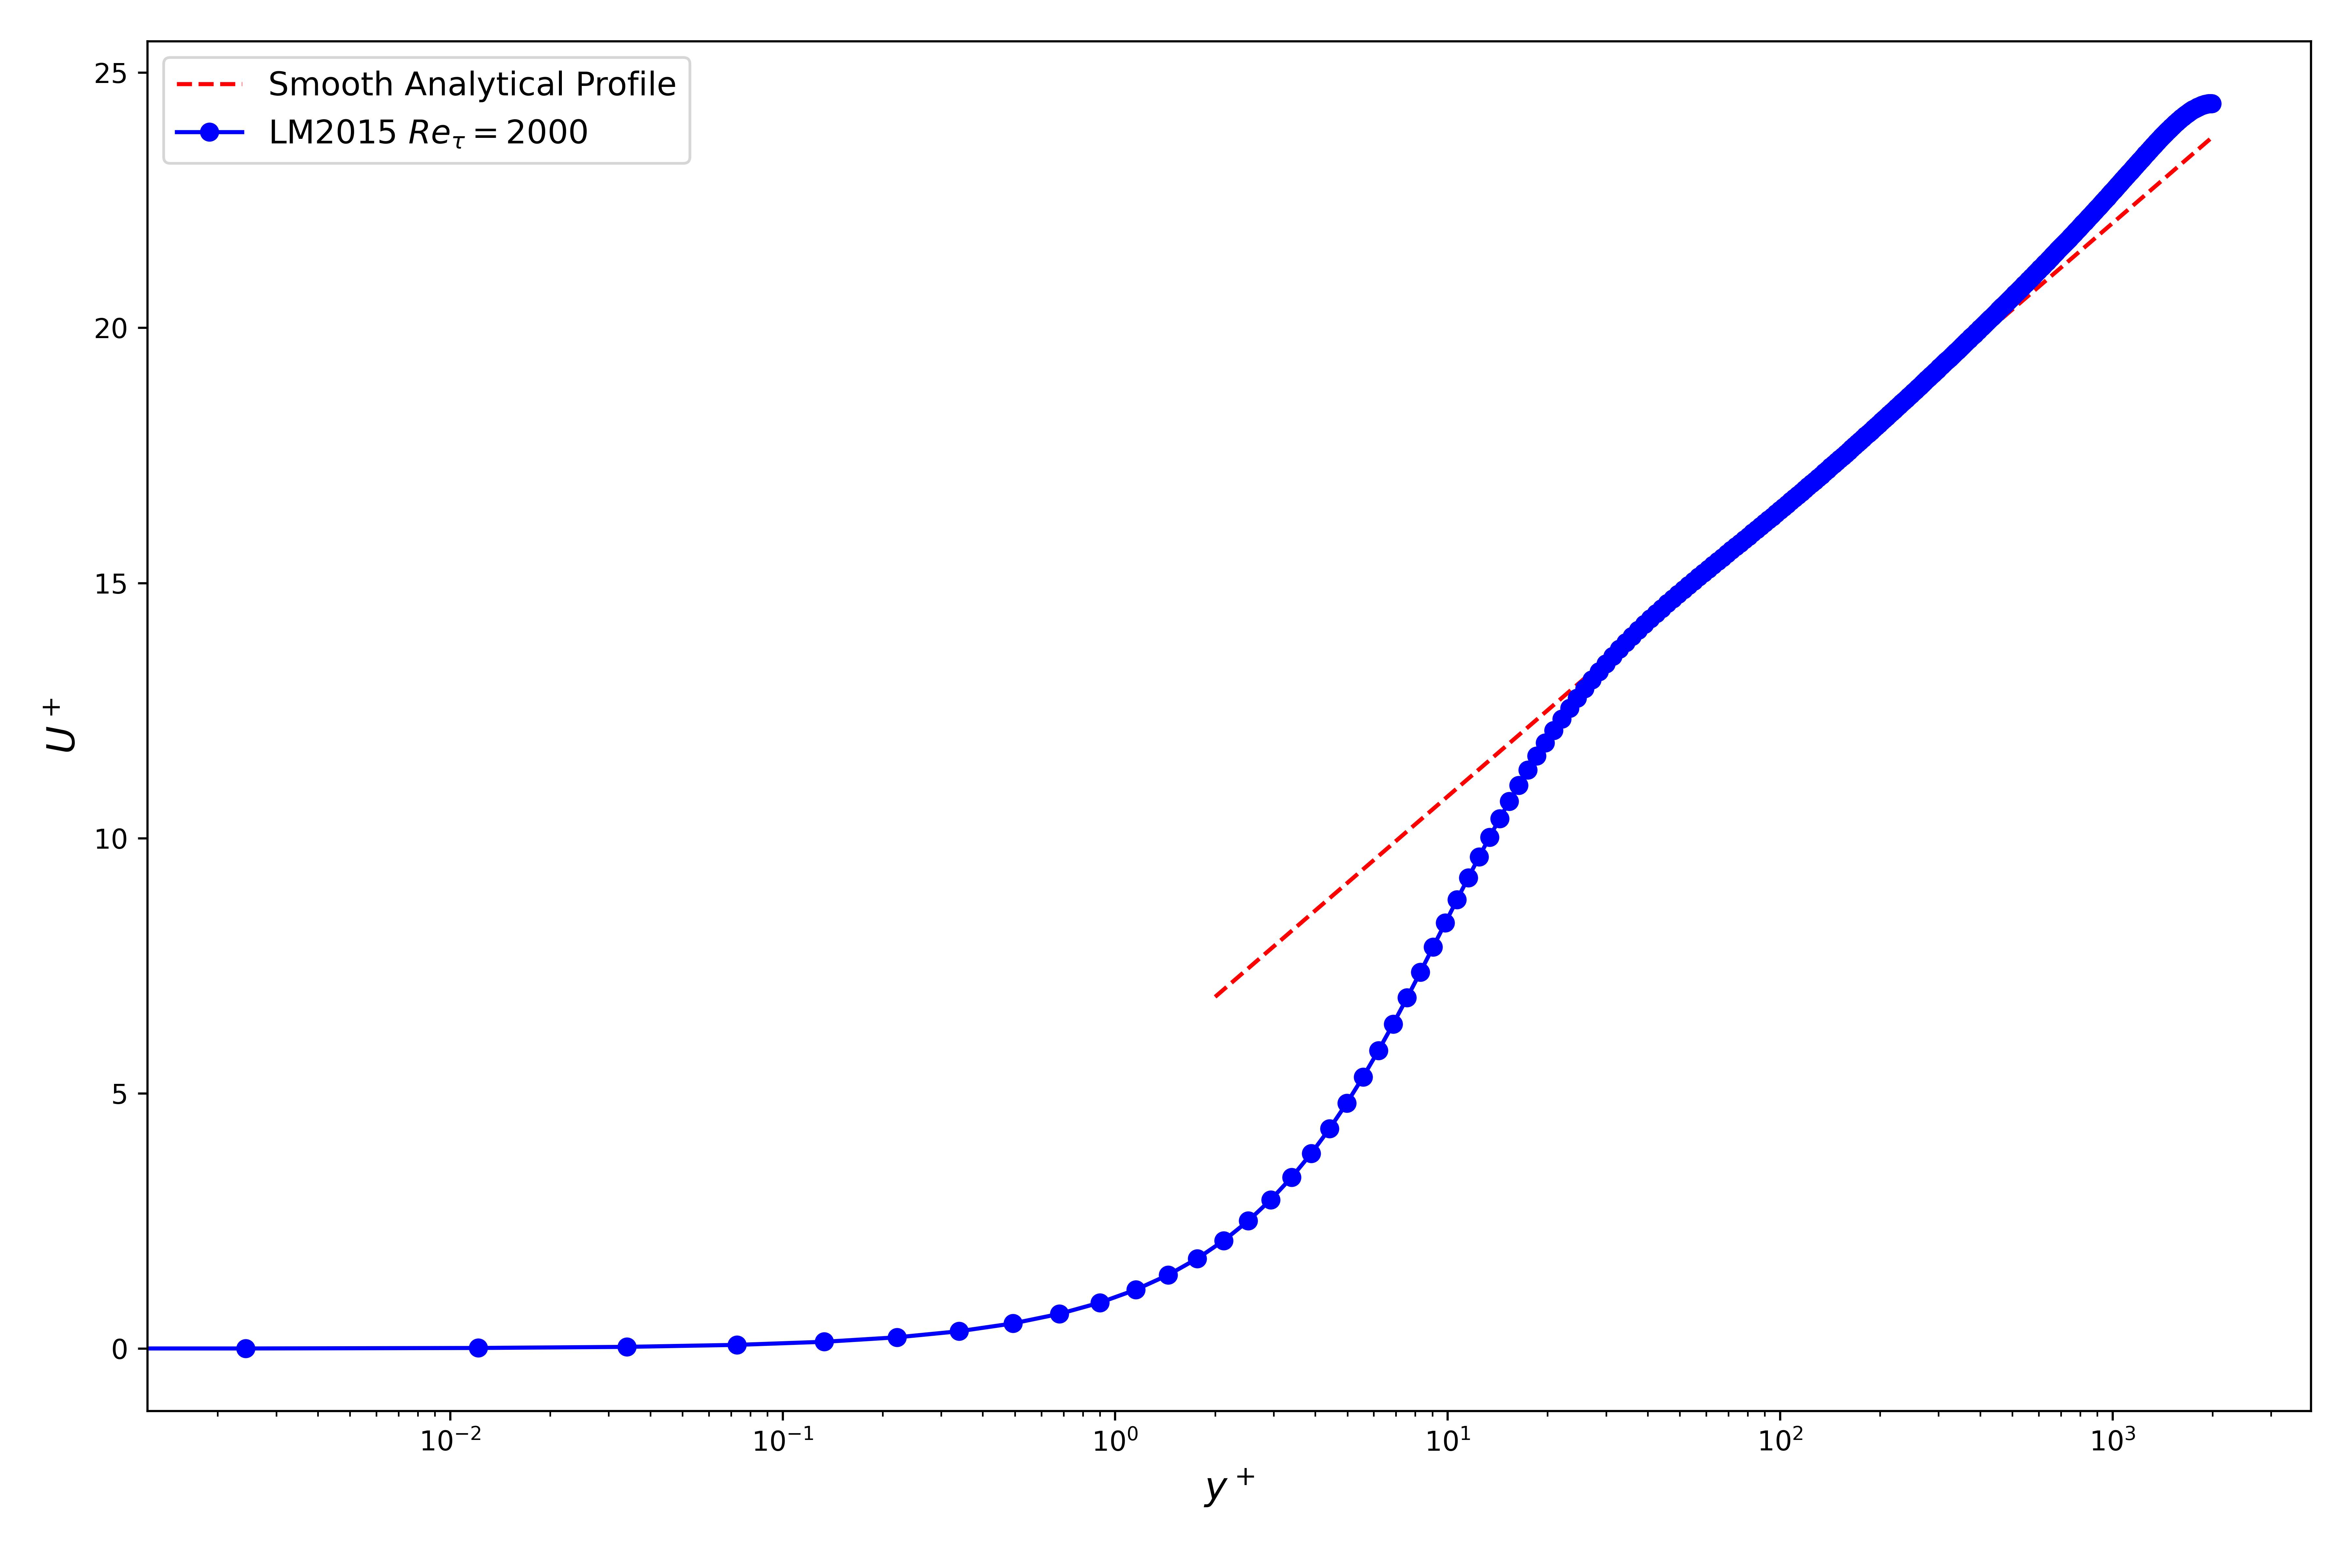 Smooth Analytical Profile
LM2015 $Re_\tau = 2000$
25
20
15
10
5
0
$U^+$
$10^{-2}$ $10^{-1}$ $10^{0}$ $10^{1}$ $10^{2}$ $10^{3}$
$y^+$